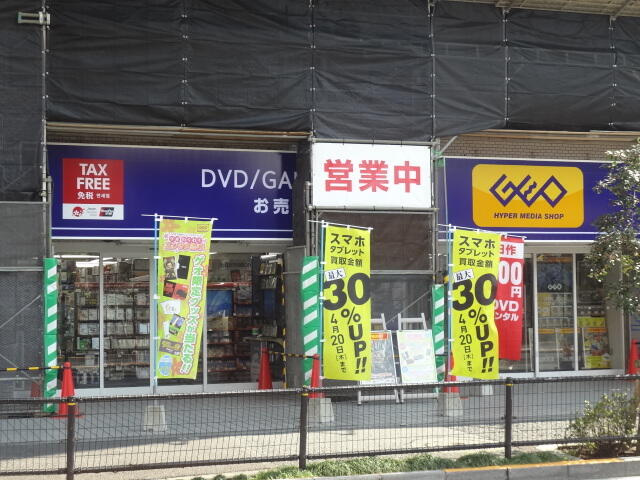 TAX
FREE
免税
DVD/GA
お売
営業中
GEO
HYPER MEDIA SHOP
スマホ
タブレット
買取金額
最大
30
%UP!!
4月20日(木)まで
スマホ
タブレット
買取金額
最大
30
%UP!!
4月20日(木)まで
円
DVD
ンタル
GEO